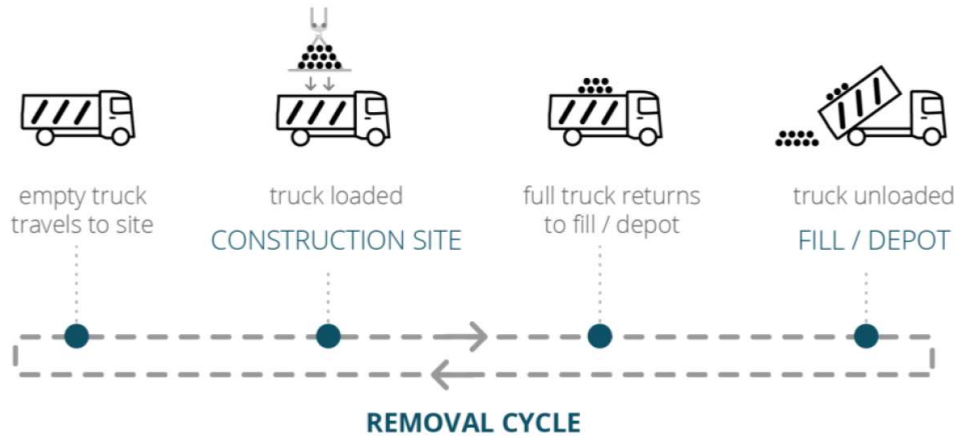 empty truck
travels to site
truck loaded
CONSTRUCTION SITE
full truck returns
to fill / depot
truck unloaded
FILL / DEPOT
REMOVAL CYCLE